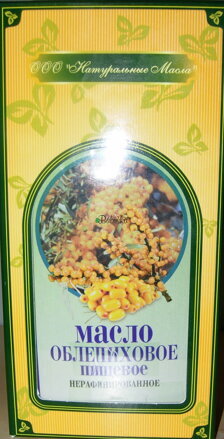 ООО "Натуральные Масла"
МАСЛО
ОБЛЕПИХОВОЕ
ПИЩЕВОЕ
НЕРАФИНИРОВАННОЕ